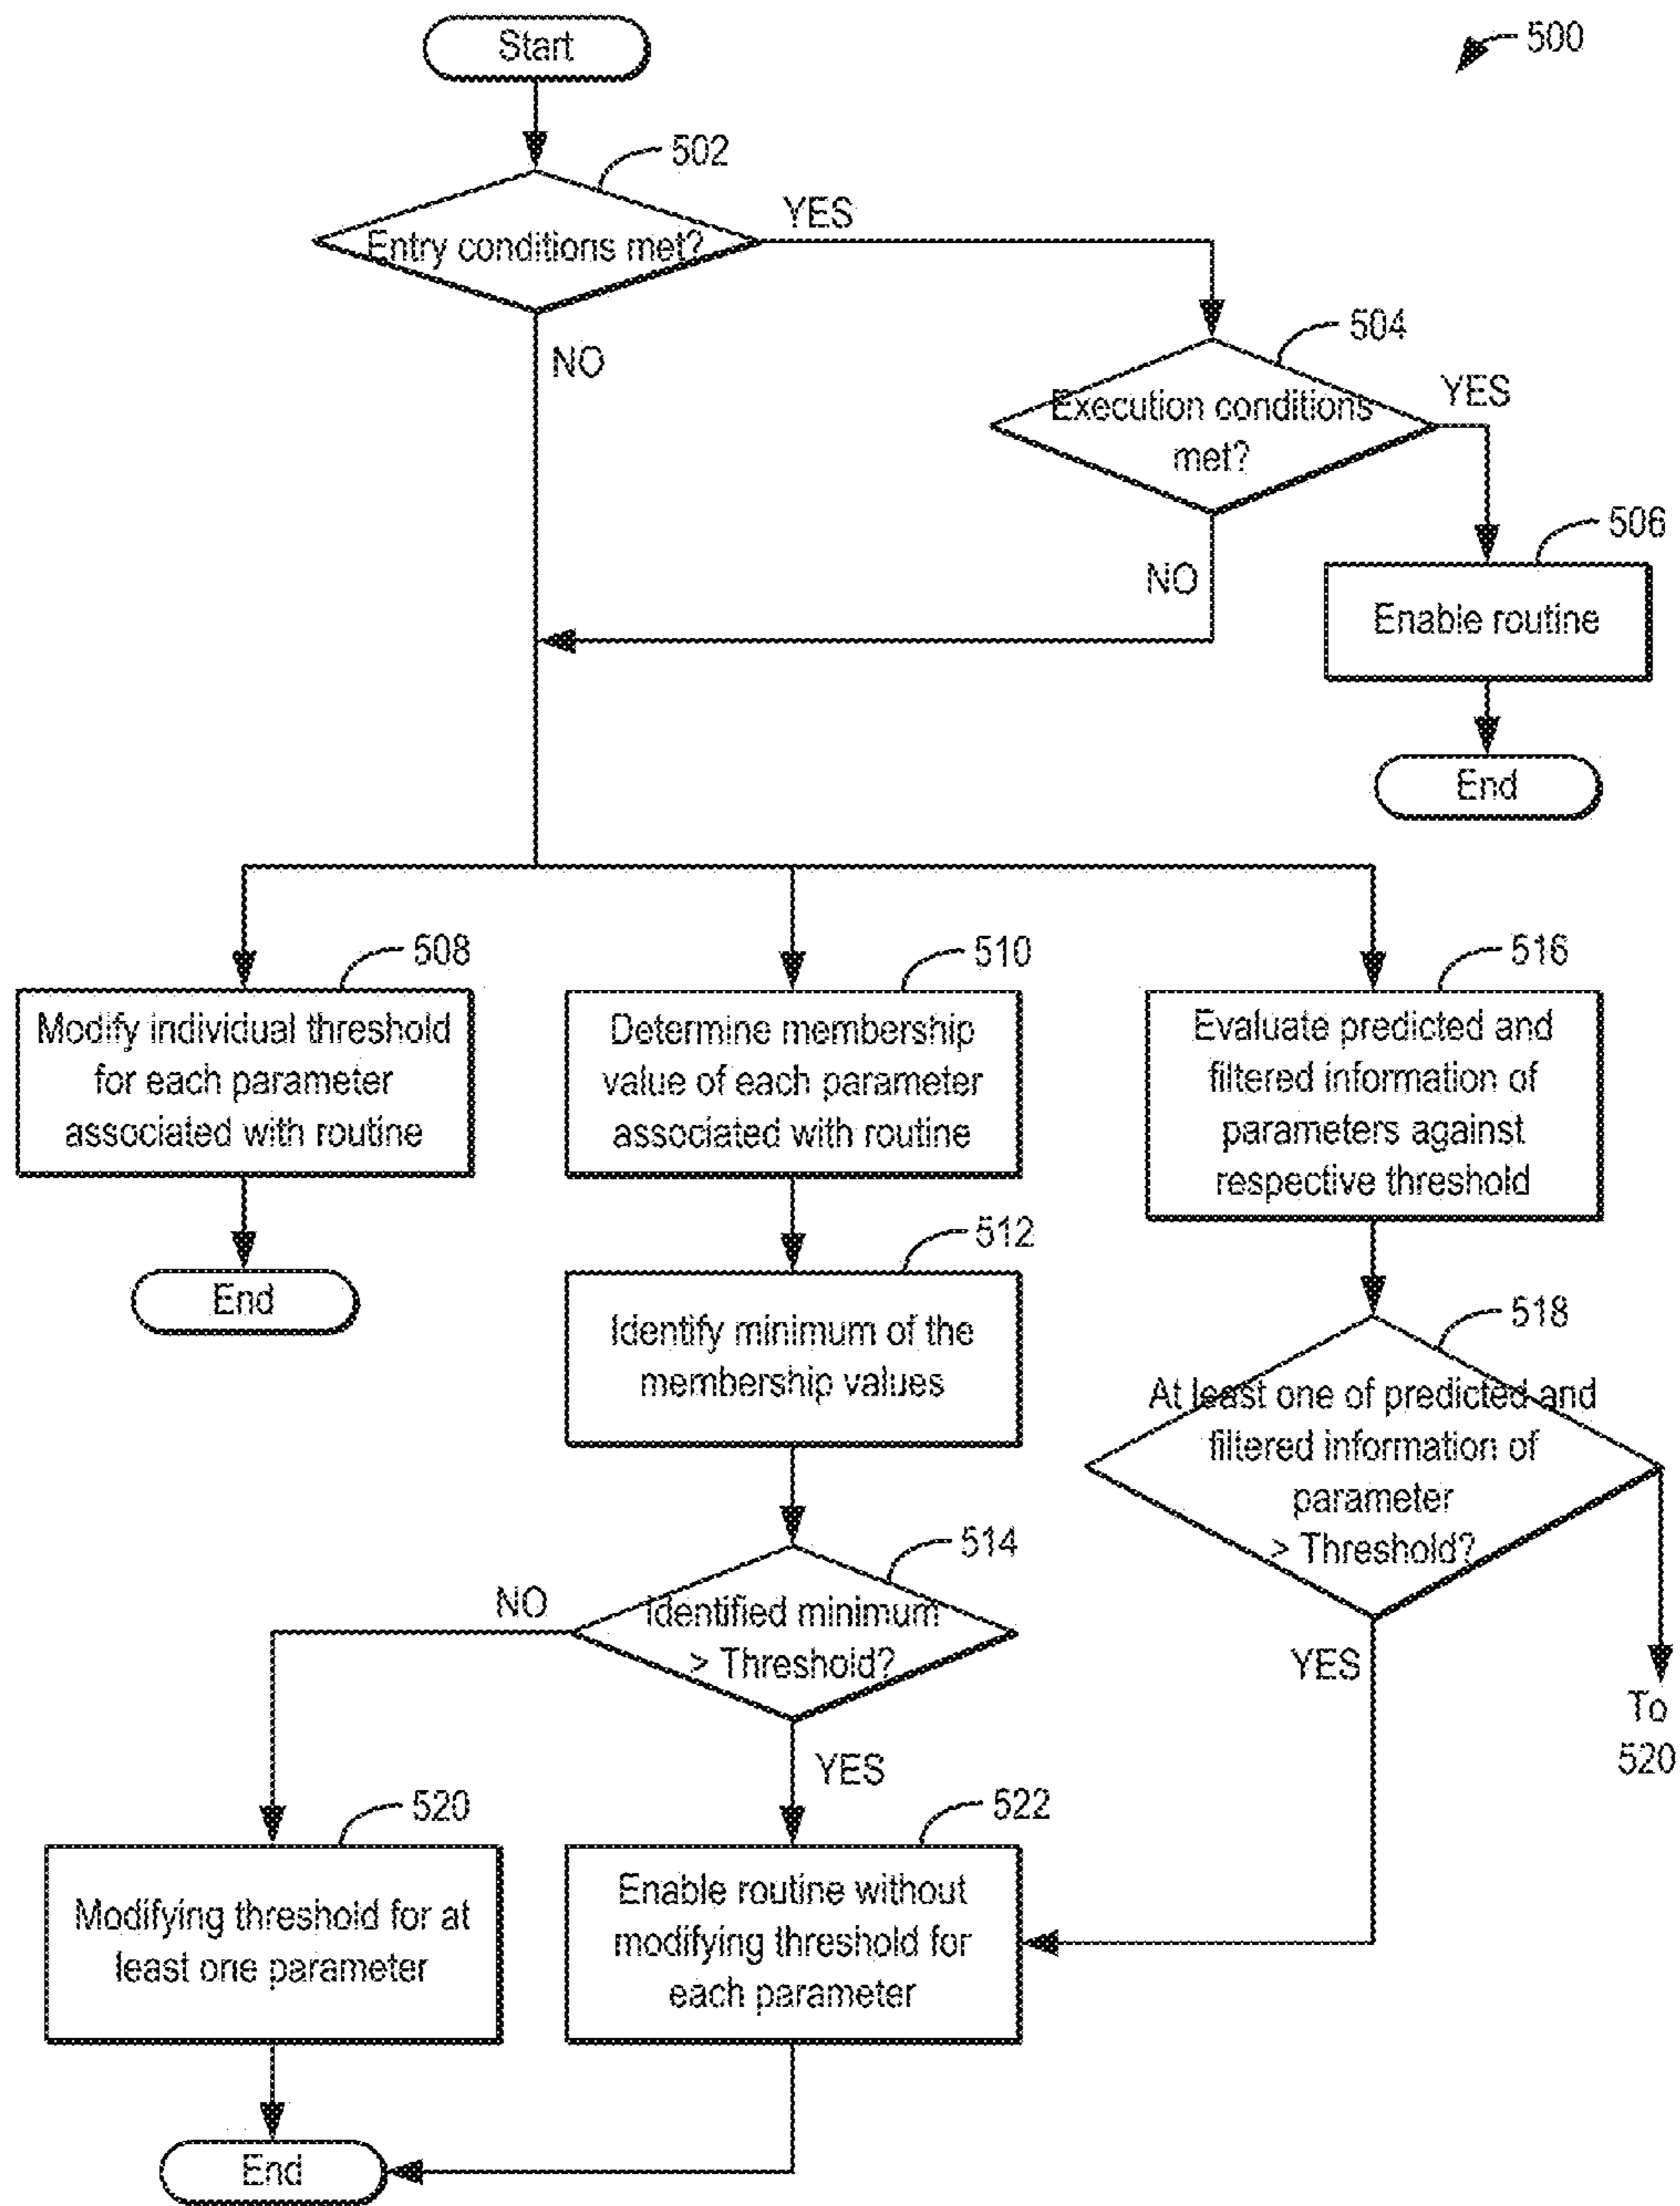 Start
500
502
Entry conditions met?
YES
NO
504
Execution conditions
met?
YES
NO
506
Enable routine
End
508
Modify individual threshold
for each parameter
associated with routine
End
510
Determine membership
value of each parameter
associated with routine
512
Identify minimum of the
membership values
514
Identified minimum
> Threshold?
NO
YES
516
Evaluate predicted and
filtered information of
parameters against
respective threshold
518
At least one of predicted and
filtered information of
parameter
> Threshold?
YES
To
520
520
Modifying threshold for at
least one parameter
522
Enable routine without
modifying threshold for
each parameter
End